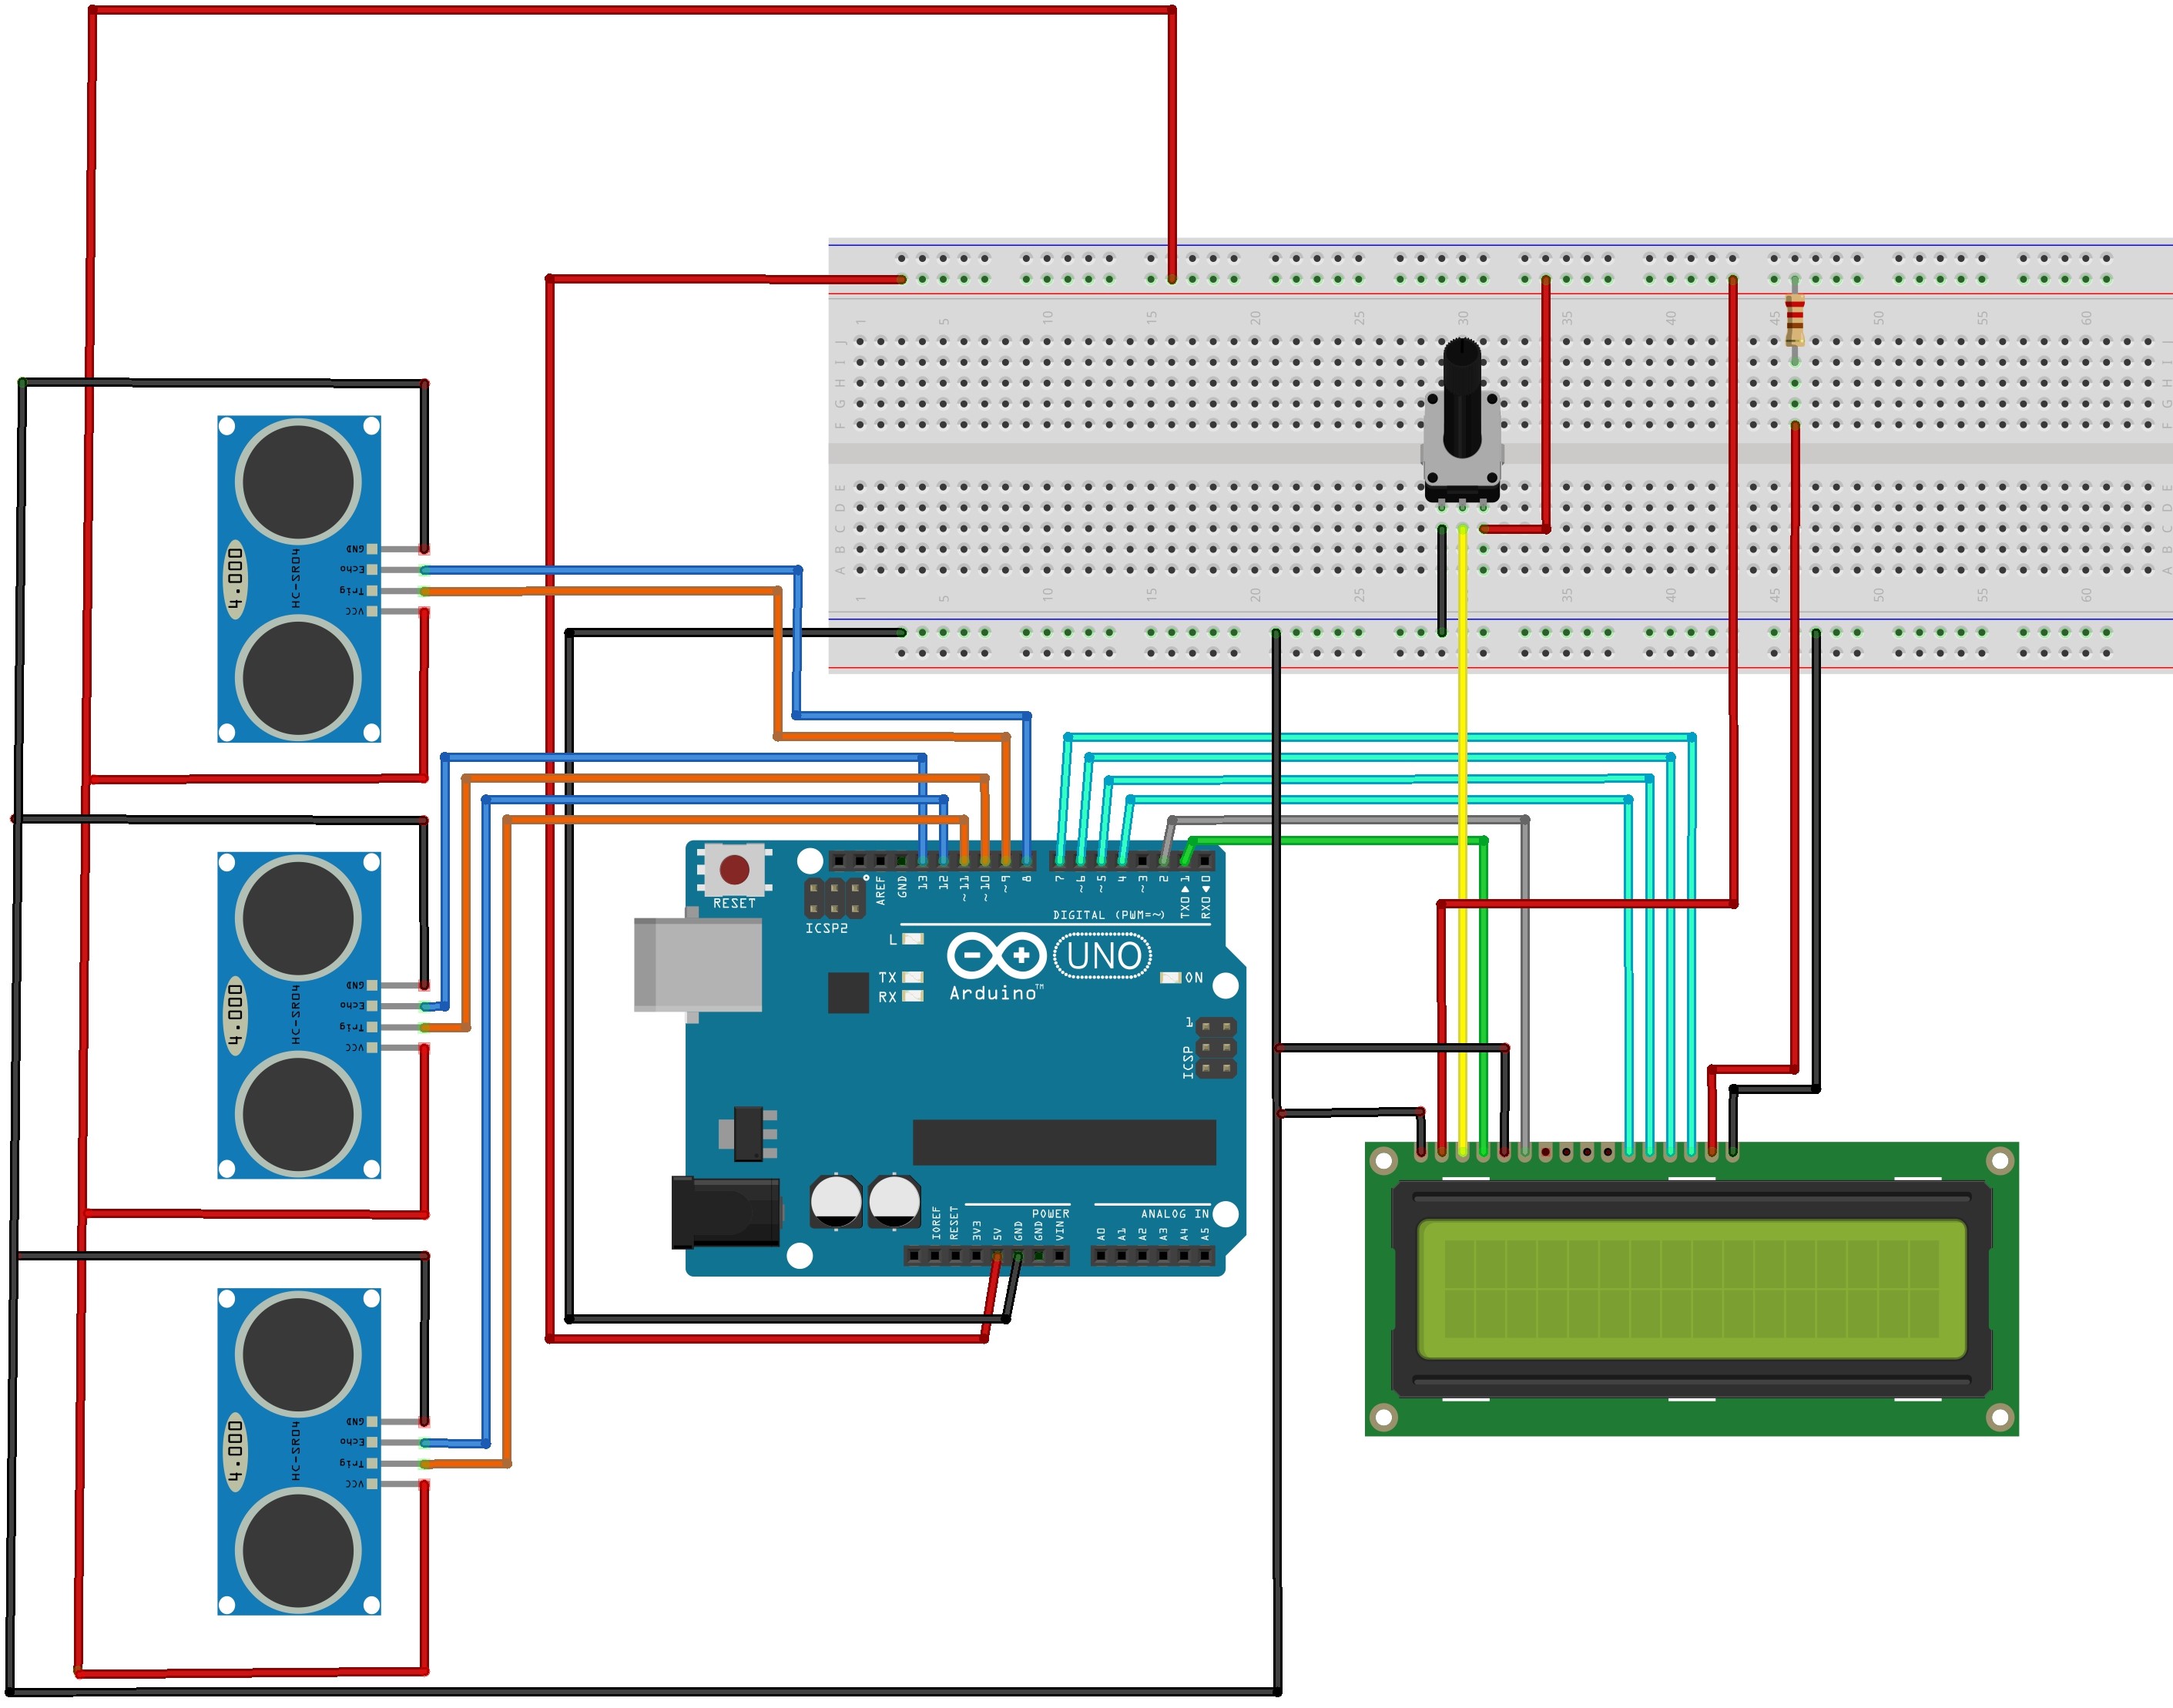 1 5 10 15 20 25 30 35 40 45 50 55 60
J
I
H
G
F
E
D
C
B
A
J
I
H
G
F
E
D
C
B
A
1 5 10 15 20 25 30 35 40 45 50 55 60
4.000
HC-SR04
GND
Echo
Trig
VCC
4.000
HC-SR04
GND
Echo
Trig
VCC
4.000
HC-SR04
GND
Echo
Trig
VCC
RESET
ICSP2
AREF
GND
13
12
~11
~10
~9
8
7
~6
~5
4
~3
2
TX0▶1
RX0◀0
DIGITAL (PWM=~)
L
TX
RX
UNO
Arduino™
ON
1
ICSP
POWER
ANALOG IN
IOREF
RESET
3V3
5V
GND
GND
VIN
A0
A1
A2
A3
A4
A5